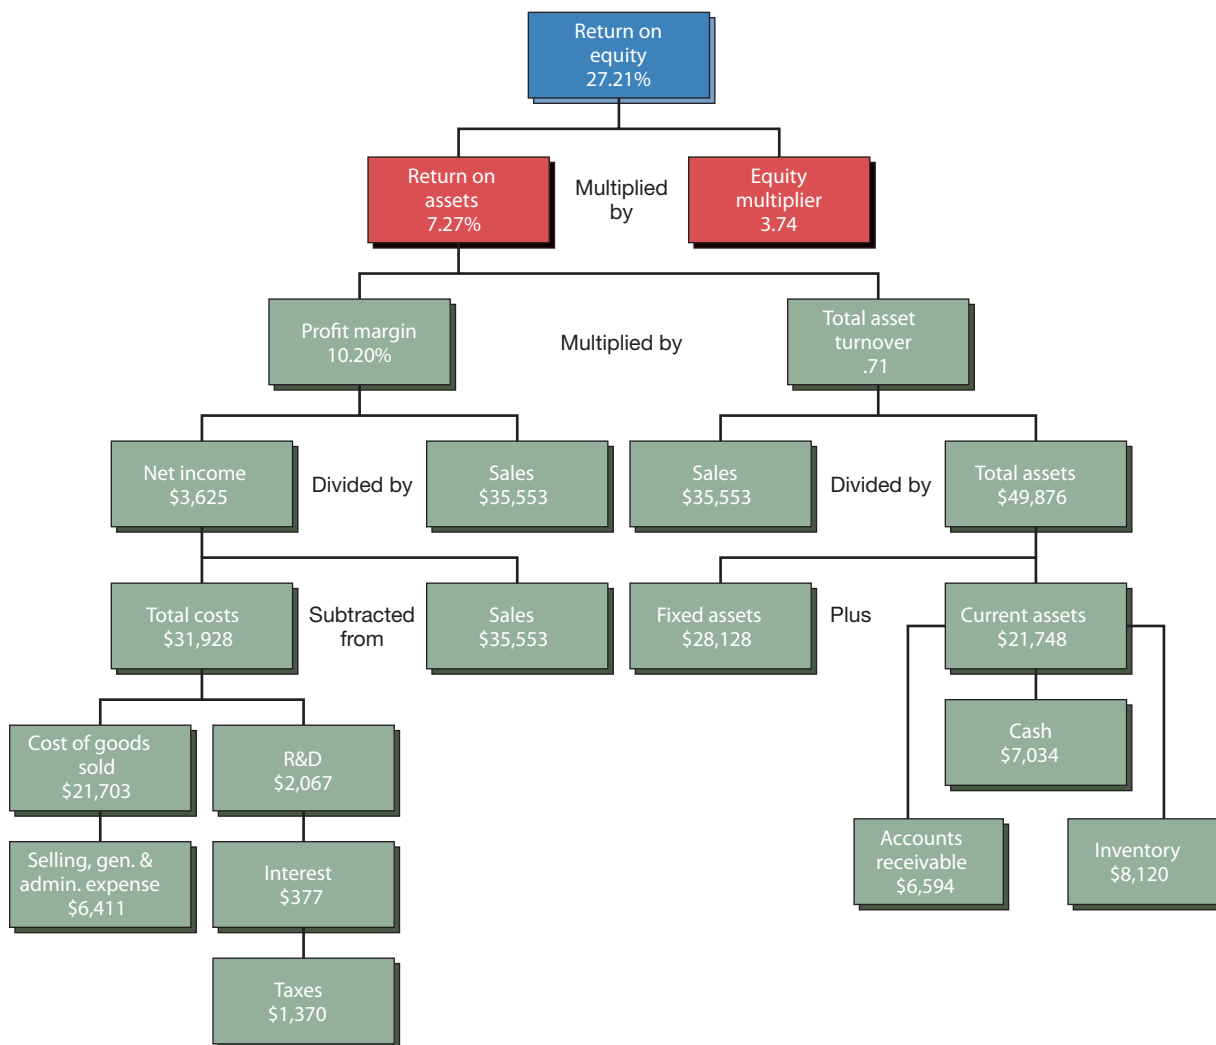 Return on
equity
27.21%
Return on
assets
7.27%
Multiplied
by
Equity
multiplier
3.74
Profit margin
10.20%
Multiplied by
Total asset
turnover
.71
Net income
$3,625
Divided by
Sales
$35,553
Sales
$35,553
Divided by
Total assets
$49,876
Total costs
$31,928
Subtracted
from
Sales
$35,553
Fixed assets
$28,128
Plus
Current assets
$21,748
Cost of goods
sold
$21,703
R&D
$2,067
Cash
$7,034
Selling, gen. &
admin. expense
$6,411
Interest
$377
Accounts
receivable
$6,594
Inventory
$8,120
Taxes
$1,370